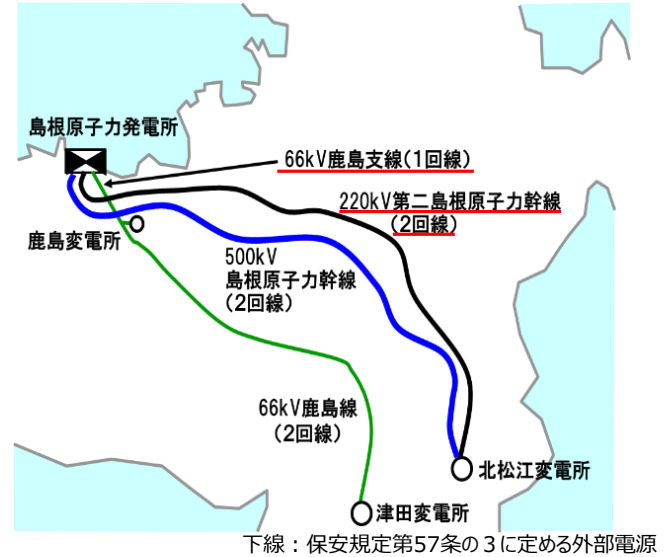 島根原子力発電所
66kV鹿島支線(1回線)
220kV第二島根原子力幹線
(2回線)
鹿島変電所
500kV
島根原子力幹線
(2回線)
66kV鹿島線
(2回線)
北松江変電所
津田変電所
下線：保安規定第57条の３に定める外部電源